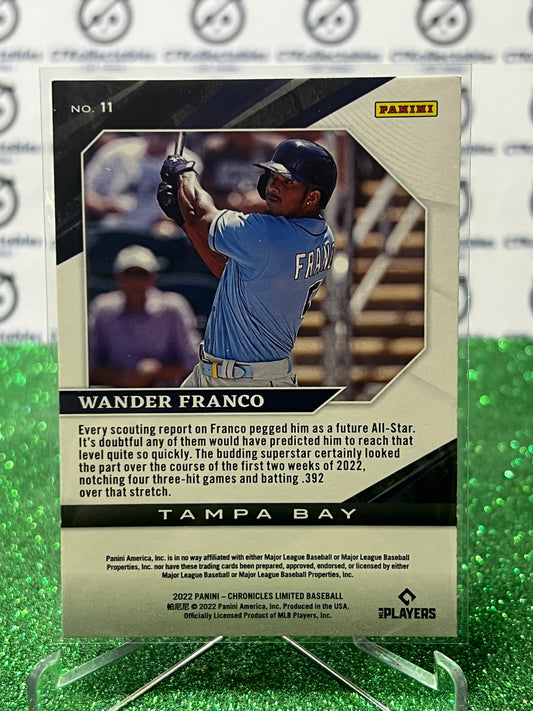 NO. 11
PANINI
FRAN
WANDER FRANCO
Every scouting report on Franco pegged him as a future All-Star.
It's doubtful any of them would have predicted him to reach that
level quite so quickly. The budding superstar certainly looked
the part over the course of the first two weeks of 2022,
notching four three-hit games and batting .392
over that stretch.
TAMPA BAY
Panini America, Inc. is in no way affiliated with either Major League Baseball or Major League Baseball
Properties, Inc. nor have these trading cards been prepared, approved, endorsed, or licensed by either
Major League Baseball or Major League Baseball Properties, Inc.
2022 PANINI – CHRONICLES LIMITED BASEBALL
帕尼尼 © 2022 Panini America, Inc. Produced in the USA.
Officially Licensed Product of MLB Players, Inc.
MLB PLAYERS